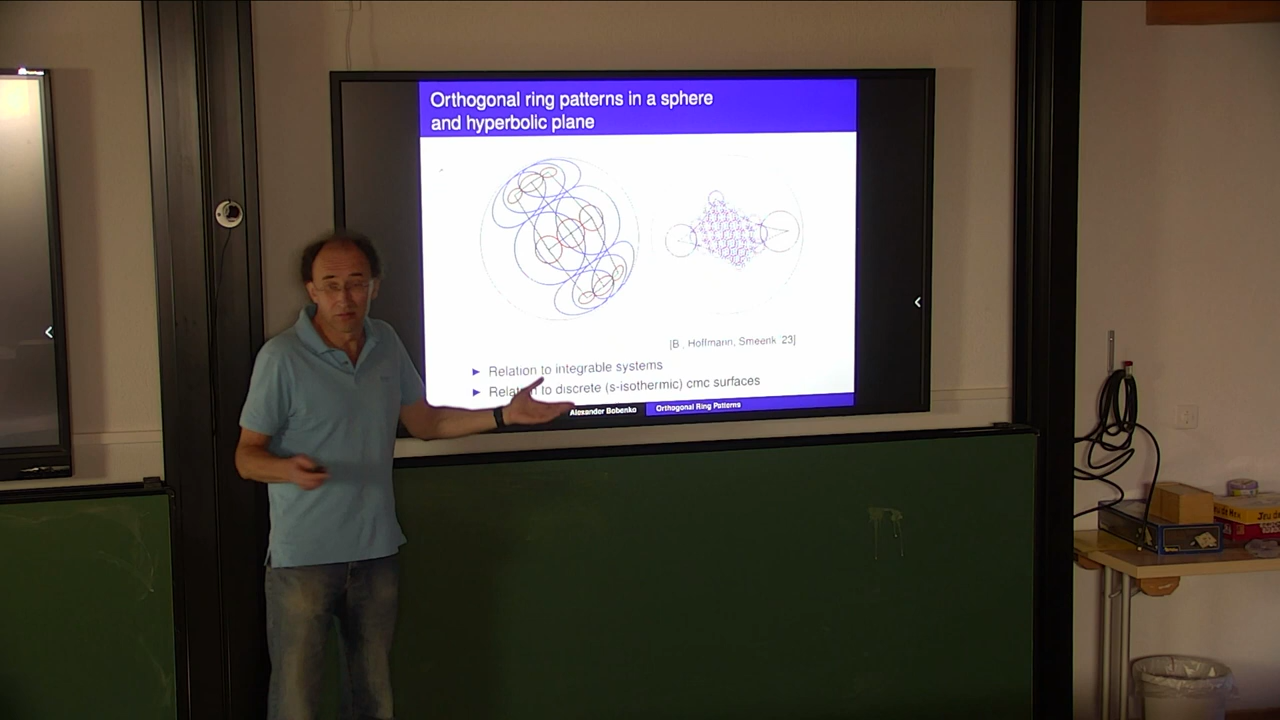 Orthogonal ring patterns in a sphere
and hyperbolic plane
[B., Hoffmann, Smeenk '23]
► Relation to integrable systems
► Relation to discrete (s-isothermic) cmc surfaces
Alexander Bobenko Orthogonal Ring Patterns